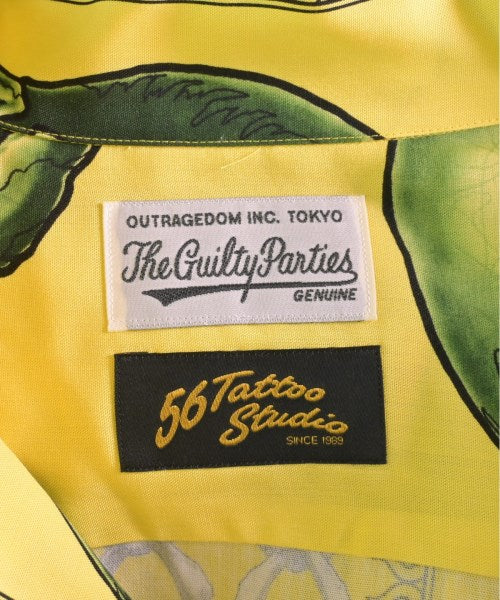 OUTRAGEDOM INC. TOKYO
The Guilty Parties
GENUINE
56 Tattoo
Studio
SINCE 1989